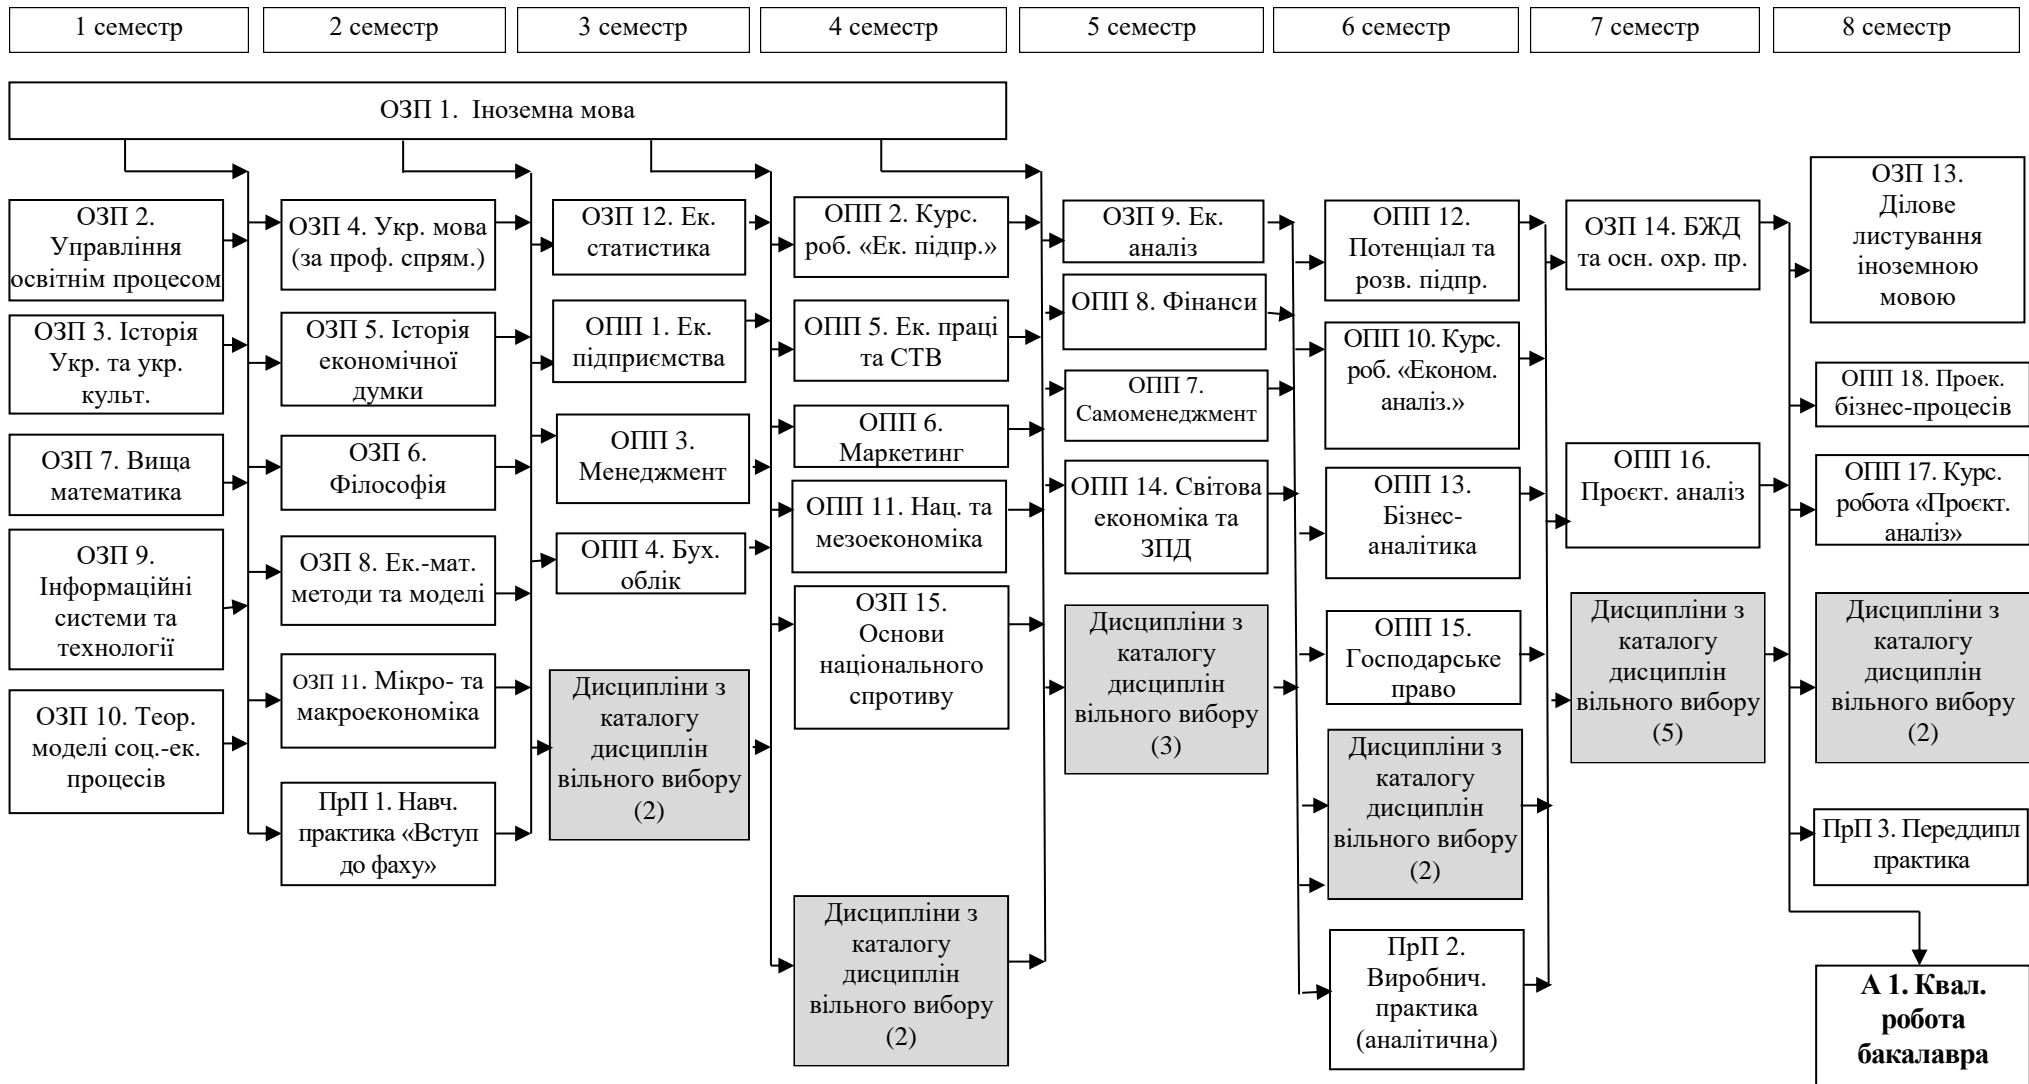 1 семестр
2 семестр
3 семестр
4 семестр
5 семестр
6 семестр
7 семестр
8 семестр
ОЗП 1. Іноземна мова
ОЗП 2.
Управління
освітнім процесом
ОЗП 3. Історія
Укр. та укр.
культ.
ОЗП 7. Вища
математика
ОЗП 9.
Інформаційні
системи та
технології
ОЗП 10. Теор.
моделі соц.-ек.
процесів
ОЗП 4. Укр. мова
(за проф. спрям.)
ОЗП 5. Історія
економічної
думки
ОЗП 6.
Філософія
ОЗП 8. Ек.-мат.
методи та моделі
ОЗП 11. Мікро- та
макроекономіка
ПрП 1. Навч.
практика «Вступ
до фаху»
ОЗП 12. Ек.
статистика
ОПП 1. Ек.
підприємства
ОПП 3.
Менеджмент
ОПП 4. Бух.
облік
Дисципліни з
каталогу
дисциплін
вільного вибору
(2)
ОПП 2. Курс.
роб. «Ек. підпр.»
ОПП 5. Ек. праці
та СТВ
ОПП 6.
Маркетинг
ОПП 11. Нац. та
мезоекономіка
ОЗП 15.
Основи
національного
спротиву
Дисципліни з
каталогу
дисциплін
вільного вибору
(2)
ОЗП 9. Ек.
аналіз
ОПП 8. Фінанси
ОПП 7.
Самоменеджмент
ОПП 14. Світова
економіка та
ЗПД
Дисципліни з
каталогу
дисциплін
вільного вибору
(3)
ОПП 12.
Потенціал та
розв. підпр.
ОПП 10. Курс.
роб. «Економ.
аналіз.»
ОПП 13.
Бізнес-
аналітика
ОПП 15.
Господарське
право
Дисципліни з
каталогу
дисциплін
вільного вибору
(2)
ПрП 2.
Виробнич.
практика
(аналітична)
ОЗП 14. БЖД
та осн. охр. пр.
ОПП 16.
Проєкт. аналіз
Дисципліни з
каталогу
дисциплін
вільного вибору
(5)
ОЗП 13.
Ділове
листування
іноземною
мовою
ОПП 18. Проек.
бізнес-процесів
ОПП 17. Курс.
робота «Проєкт.
аналіз»
Дисципліни з
каталогу
дисциплін
вільного вибору
(2)
ПрП 3. Переддипл
практика
А 1. Квал.
робота
бакалавра